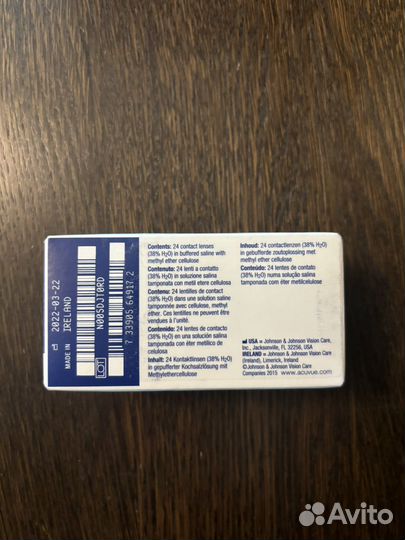 2022-03-22
MADE IN IRELAND
LOT N005DJ10RD
7 33905 64917 2
Contents: 24 contact lenses
(38% H2O) in buffered saline with
methyl ether cellulose
Contenuto: 24 lenti a contatto
(38% H2O) in soluzione salina
tamponata con metil etere cellulosa
Contenu: 24 lentilles de contact
(38% H2O) dans une solution saline
tamponnée avec cellulose, methyl,
ether. Ces lentilles ne peuvent être
vendues à l'unité.
Contenido: 24 lentes de contacto
(38% H2O) en una solución salina
tamponada con éter metílico de
celulosa
Inhalt: 24 Kontaktlinsen (38% H2O)
in gepufferter Kochsalzlösung mit
Methylethercellulose
Inhoud: 24 contactlenzen (38% H2O)
in gebufferde zoutoplossing met
methyl ether cellulose
Conteúdo: 24 lentes de contato
(38% H2O) numa solução salina
tamponada com éter metilcelulose
USA = Johnson & Johnson Vision Care,
Inc., Jacksonville, FL 32256, USA
IRELAND = Johnson & Johnson Vision Care
(Ireland), Limerick, Ireland
©Johnson & Johnson Vision Care
Companies 2015 www.acuvue.com
Avito